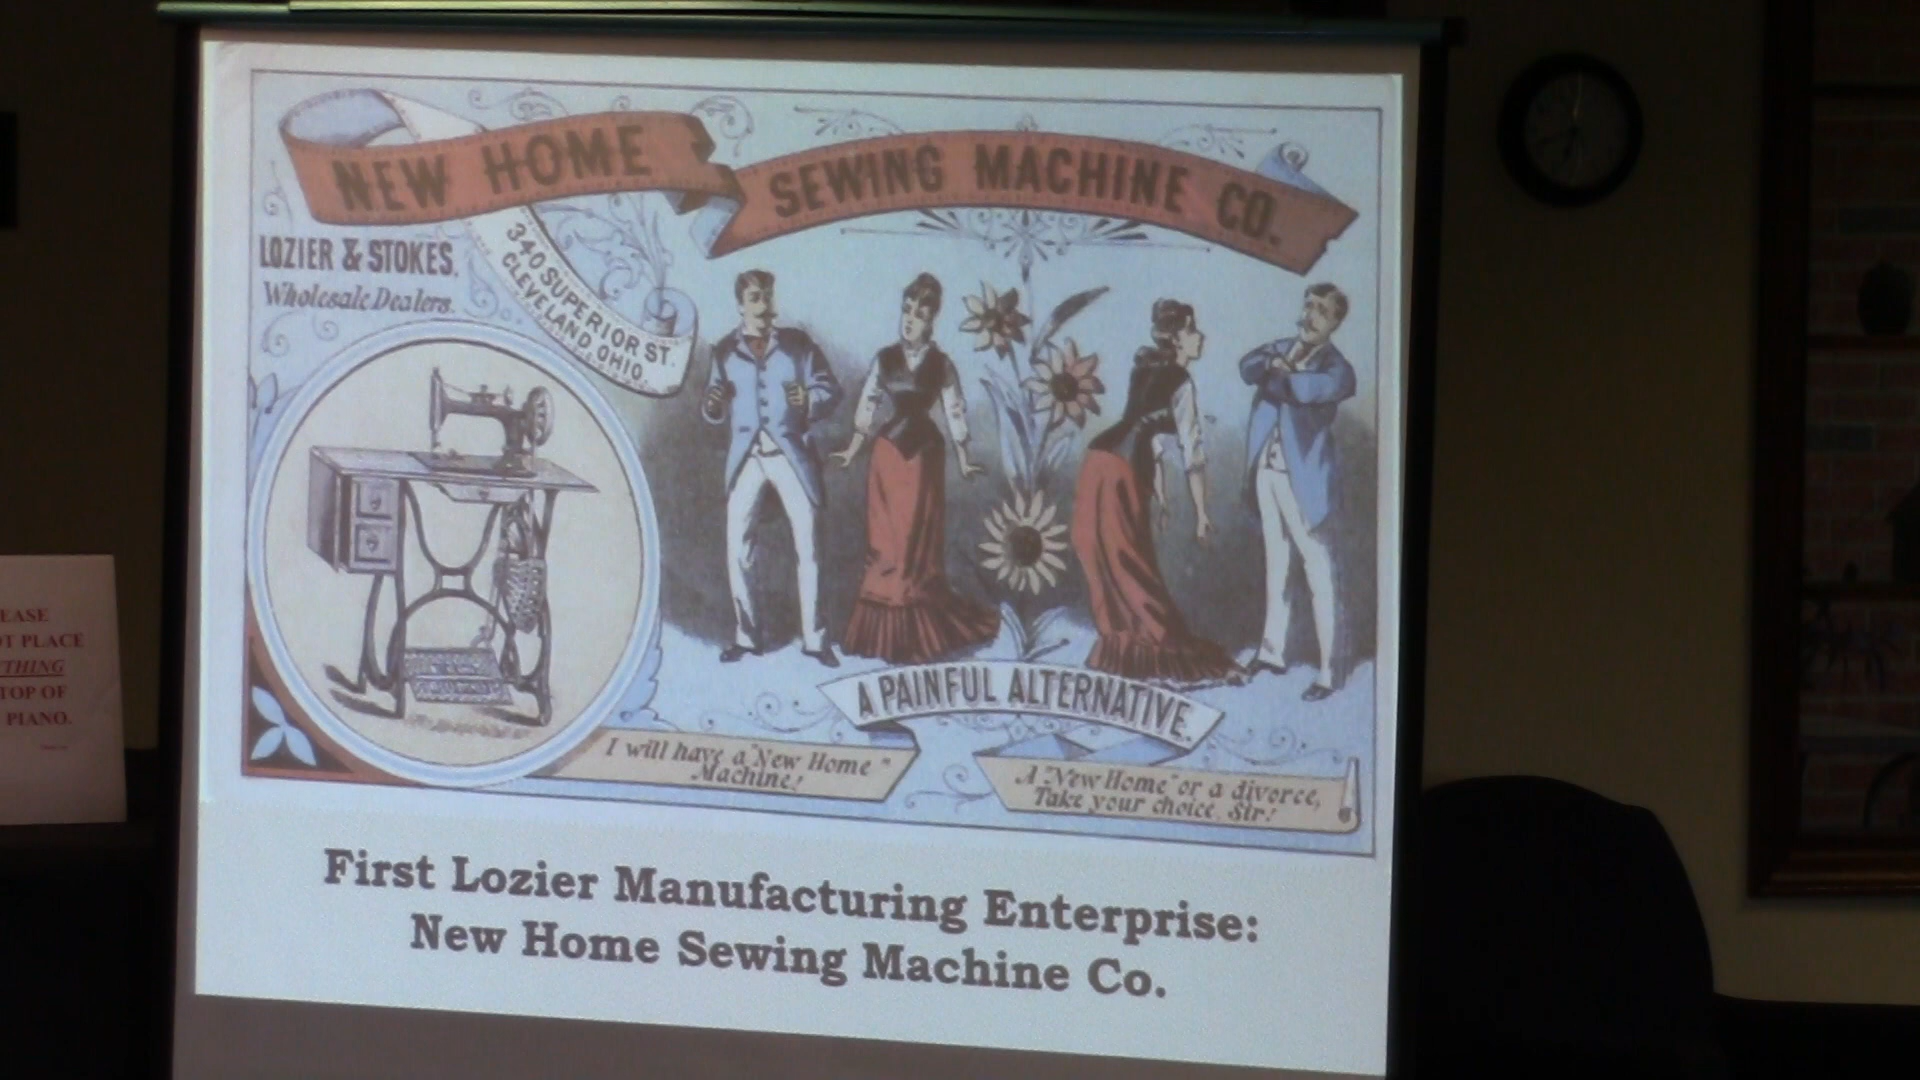 NEW HOME SEWING MACHINE CO.
LOZIER & STOKES.
Wholesale Dealers.
340 SUPERIOR ST.
CLEVELAND, OHIO
A PAINFUL ALTERNATIVE.
I will have a "New Home"
Machine!
A "New Home" or a divorce,
Take your choice, Sir!
First Lozier Manufacturing Enterprise:
New Home Sewing Machine Co.
EASE
OT PLACE
THING
TOP OF
PIANO.